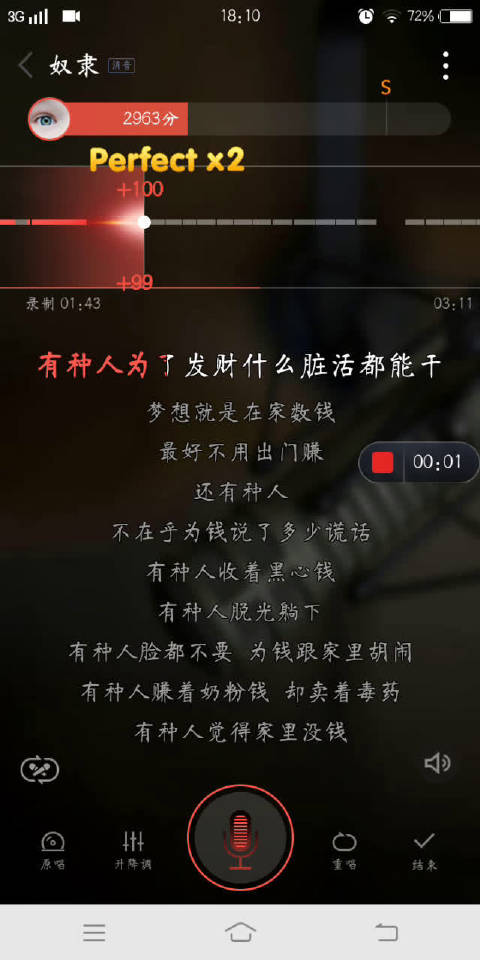 3G 18:10 72%
奴隶 消音
S
2963分
Perfect x2
+100
+99
录制 01:43 03:11
有种人为了发财什么脏活都能干
梦想就是在家数钱
最好不用出门赚
00:01
还有种人
不在乎为钱说了多少谎话
有种人收着黑心钱
有种人脱光躺下
有种人脸都不要 为钱跟家里胡闹
有种人赚着奶粉钱 却卖着毒药
有种人觉得家里没钱
原唱 升降调 重唱 结束